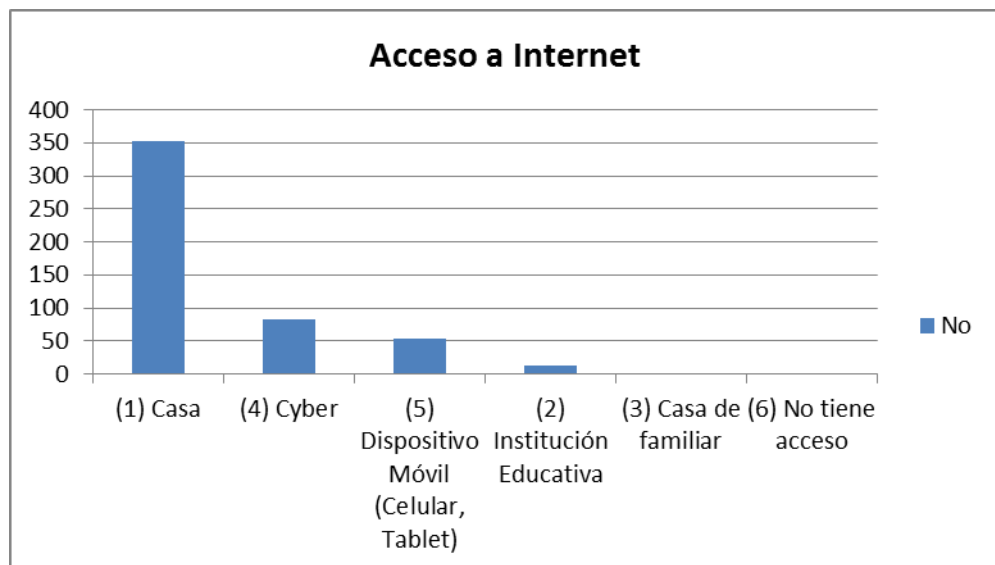 Acceso a Internet
400
350
300
250
200
150
100
50
0
(1) Casa
(4) Cyber
(5)
Dispositivo
Móvil
(Celular,
Tablet)
(2)
Institución
Educativa
(3) Casa de
familiar
(6) No tiene
acceso
No